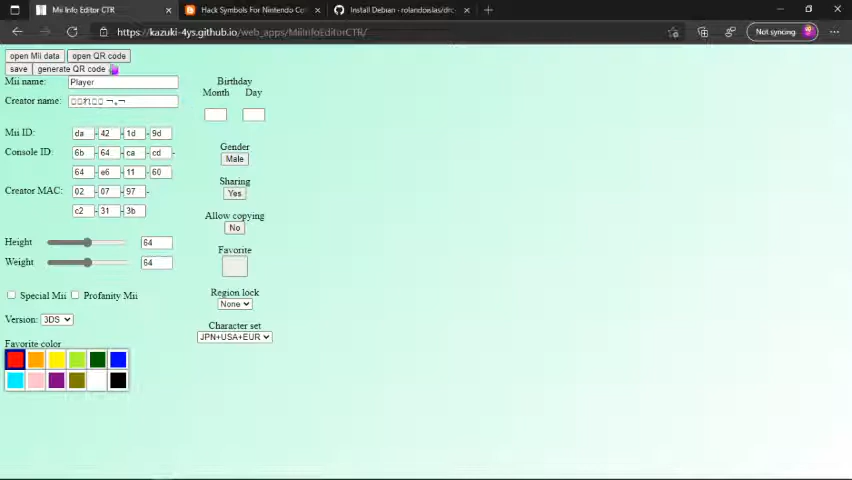 Mii Info Editor CTR
Hack Symbols For Nintendo Co
Install Debian · rolandoislas/drc-
https://kazuki-4ys.github.io/web_apps/MiiInfoEditorCTR/
Not syncing
open Mii data
open QR code
save
generate QR code
Mii name:
Player
Creator name:
Birthday
Month
Day
Mii ID:
da - 42 - 1d - 9d
Console ID:
6b - 64 - ca - cd -
64 - e6 - 11 - 60
Creator MAC:
02 - 07 - 97 -
c2 - 31 - 3b
Gender
Male
Sharing
Yes
Allow copying
No
Height
64
Weight
64
Favorite
Special Mii
Profanity Mii
Region lock
None
Version:
3DS
Character set
JPN+USA+EUR
Favorite color